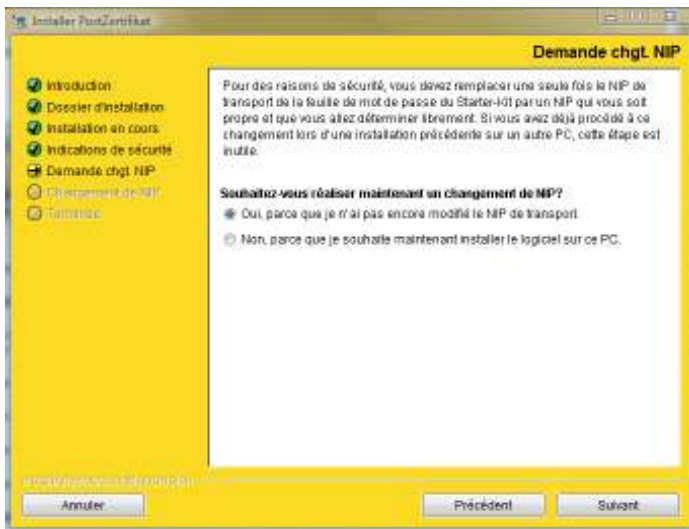 Installer PostZertifikat
Demande chgt. NIP
Introduction
Dossier d'installation
Installation en cours
Indications de sécurité
Demande chgt. NIP
Changement de NIP
Terminée
Pour des raisons de sécurité, vous devez remplacer une seule fois le NIP de
transport de la feuille de mot de passe du Starter-Kit par un NIP qui vous soit
propre et que vous allez déterminer librement. Si vous avez déjà procédé à ce
changement lors d'une installation précédente sur un autre PC, cette étape est
inutile.
Souhaitez-vous réaliser maintenant un changement de NIP?
Oui, parce que je n'ai pas encore modifié le NIP de transport.
Non, parce que je souhaite maintenant installer le logiciel sur ce PC.
Annuler
Précédent
Suivant